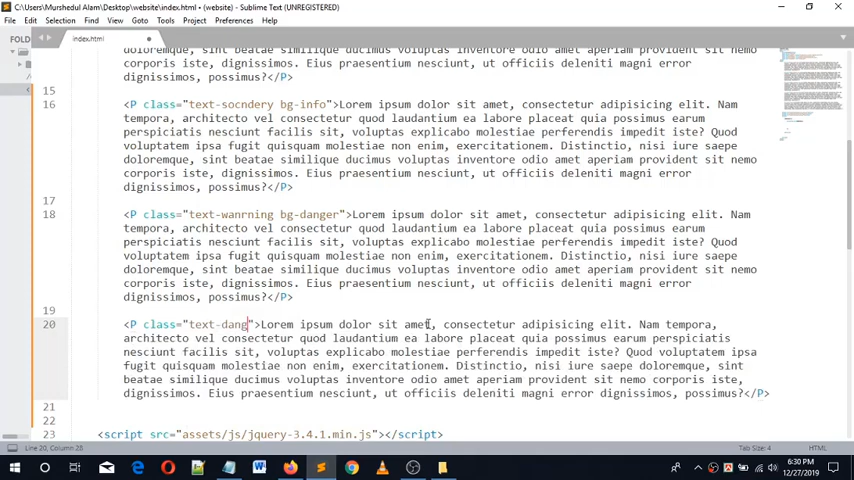 C:\Users\Murshedul Alam\Desktop\website\index.html • (website) - Sublime Text (UNREGISTERED)
File Edit Selection Find View Goto Tools Project Preferences Help
index.html
FOLD
doloremque, sint beatae similique ducimus voluptas inventore odio amet aperiam provident sit modi
corporis iste, dignissimos. Eius praesentium nesciunt, ut officiis deleniti magni error
dignissimos, possimus?</P>
15
16 <P class="text-socndery bg-info">Lorem ipsum dolor sit amet, consectetur adipisicing elit. Nam
tempora, architecto vel consectetur quod laudantium ea labore placeat quia possimus earum
perspiciatis nesciunt facilis sit, voluptas explicabo molestiae perferendis impedit iste? Quod
voluptatem ipsa fugit quisquam molestiae non enim, exercitationem. Distinctio, nisi iure saepe
doloremque, sint beatae similique ducimus voluptas inventore odio amet aperiam provident nemo
corporis iste, dignissimos. Eius praesentium nesciunt, ut officiis deleniti magni error
dignissimos, possimus?</P>
17
18 <P class="text-wanrning bg-danger">Lorem ipsum dolor sit amet, consectetur adipisicing elit. Nam
tempora, architecto vel consectetur quod laudantium ea labore placeat quia possimus earum
perspiciatis nesciunt facilis sit, voluptas explicabo molestiae perferendis impedit iste? Quod
voluptatem ipsa fugit quisquam molestiae non enim, exercitationem. Distinctio, nisi iure saepe
doloremque, sint beatae similique ducimus voluptas inventore odio amet aperiam provident nemo
corporis iste, dignissimos. Eius praesentium nesciunt, ut officiis deleniti magni error
dignissimos, possimus?</P>
19
20 <P class="text-dang">Lorem ipsum dolor sit amet, consectetur adipisicing elit. Nam tempora,
architecto vel consectetur quod laudantium ea labore placeat quia possimus earum perspiciatis
nesciunt facilis sit, voluptas explicabo molestiae perferendis impedit iste? Quod voluptatem ipsa
fugit quisquam molestiae non enim, exercitationem. Distinctio, nisi iure saepe doloremque, sint
beatae similique ducimus voluptas inventore odio amet aperiam provident nemo corporis iste,
dignissimos. Eius praesentium nesciunt, ut officiis deleniti magni error dignissimos, possimus?</P>
21
22
23 <script src="assets/js/jquery-3.4.1.min.js"></script>
Line 20, Column 28 Tab Size: 4 HTML
6:30 PM
12/27/2019